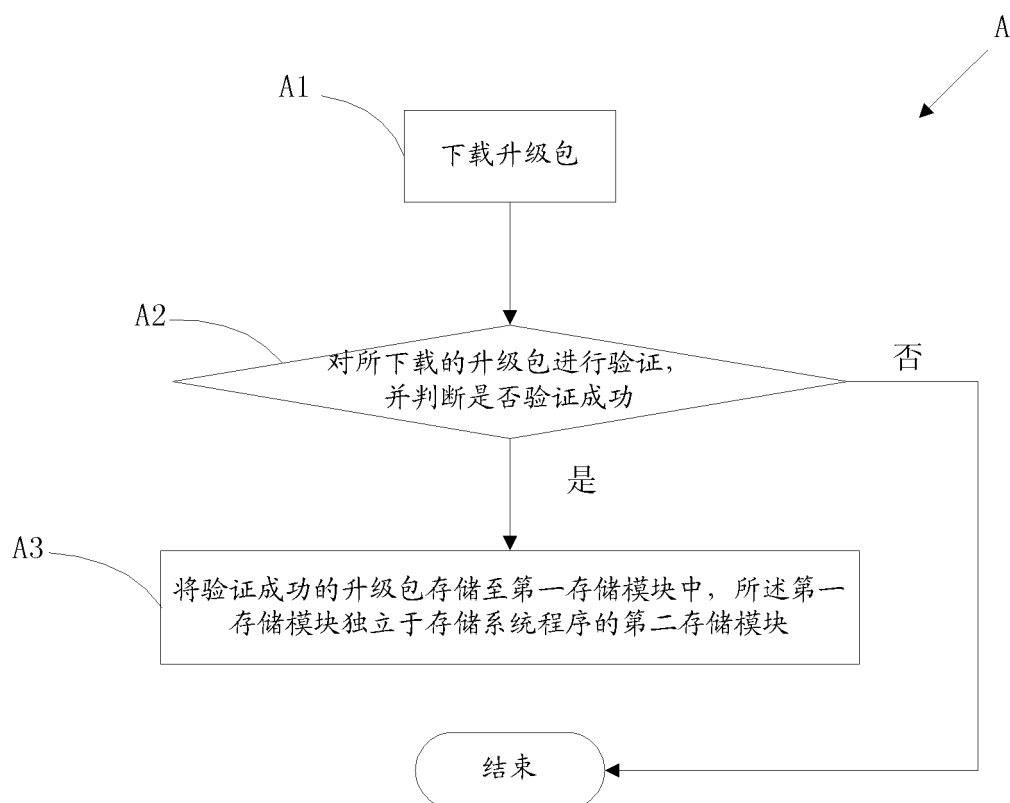 A
A1
下载升级包
A2
对所下载的升级包进行验证,
并判断是否验证成功
否
是
A3
将验证成功的升级包存储至第一存储模块中，所述第一
存储模块独立于存储系统程序的第二存储模块
结束